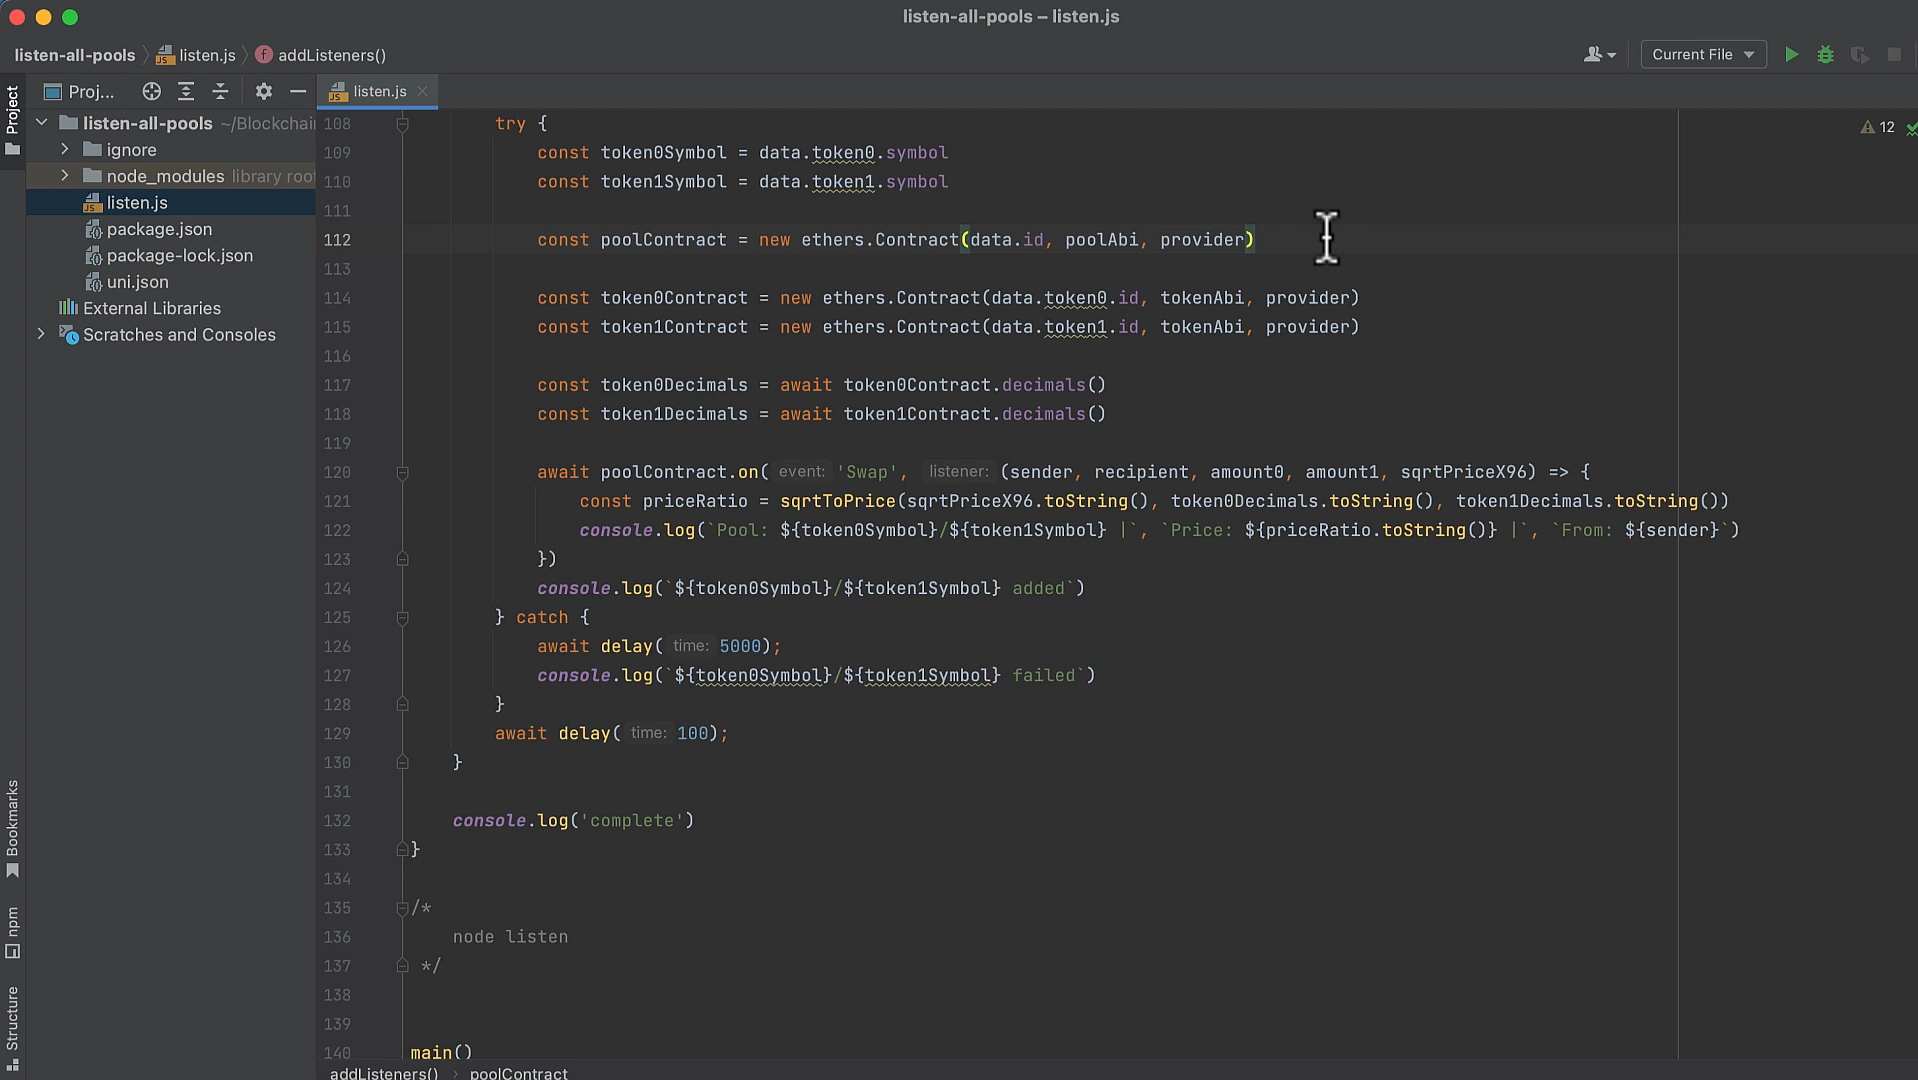 listen-all-pools – listen.js
listen-all-pools
listen.js
addListeners()
Current File
Project
Proj...
listen.js
listen-all-pools ~/Blockchai
ignore
node_modules library roo
listen.js
package.json
package-lock.json
uni.json
External Libraries
Scratches and Consoles
Bookmarks
npm
Structure
12
108 try {
109 const token0Symbol = data.token0.symbol
110 const token1Symbol = data.token1.symbol
111
112 const poolContract = new ethers.Contract(data.id, poolAbi, provider)
113
114 const token0Contract = new ethers.Contract(data.token0.id, tokenAbi, provider)
115 const token1Contract = new ethers.Contract(data.token1.id, tokenAbi, provider)
116
117 const token0Decimals = await token0Contract.decimals()
118 const token1Decimals = await token1Contract.decimals()
119
120 await poolContract.on( event: 'Swap', listener: (sender, recipient, amount0, amount1, sqrtPriceX96) => {
121 const priceRatio = sqrtToPrice(sqrtPriceX96.toString(), token0Decimals.toString(), token1Decimals.toString())
122 console.log(`Pool: ${token0Symbol}/${token1Symbol} |`, `Price: ${priceRatio.toString()} |`, `From: ${sender}`)
123 })
124 console.log(`${token0Symbol}/${token1Symbol} added`)
125 } catch {
126 await delay( time: 5000);
127 console.log(`${token0Symbol}/${token1Symbol} failed`)
128 }
129 await delay( time: 100);
130 }
131
132 console.log('complete')
133 }
134
135 /*
136 node listen
137 */
138
139
140 main()
addListeners() › poolContract